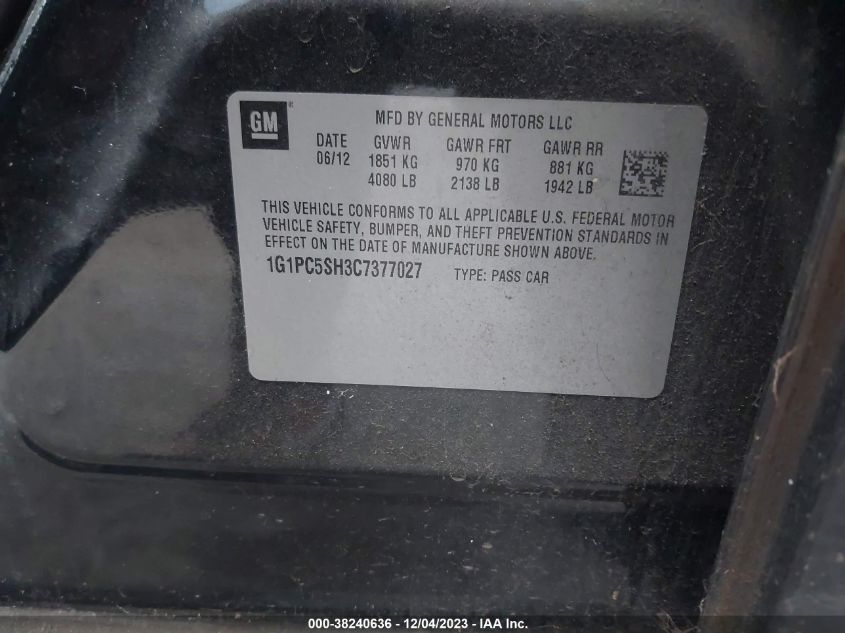 GM
MFD BY GENERAL MOTORS LLC
DATE GVWR GAWR FRT GAWR RR
06/12 1851 KG 970 KG 881 KG
4080 LB 2138 LB 1942 LB
THIS VEHICLE CONFORMS TO ALL APPLICABLE U.S. FEDERAL MOTOR
VEHICLE SAFETY, BUMPER, AND THEFT PREVENTION STANDARDS IN
EFFECT ON THE DATE OF MANUFACTURE SHOWN ABOVE.
1G1PC5SH3C7377027 TYPE: PASS CAR
000-38240636 - 12/04/2023 - © IAA Inc.